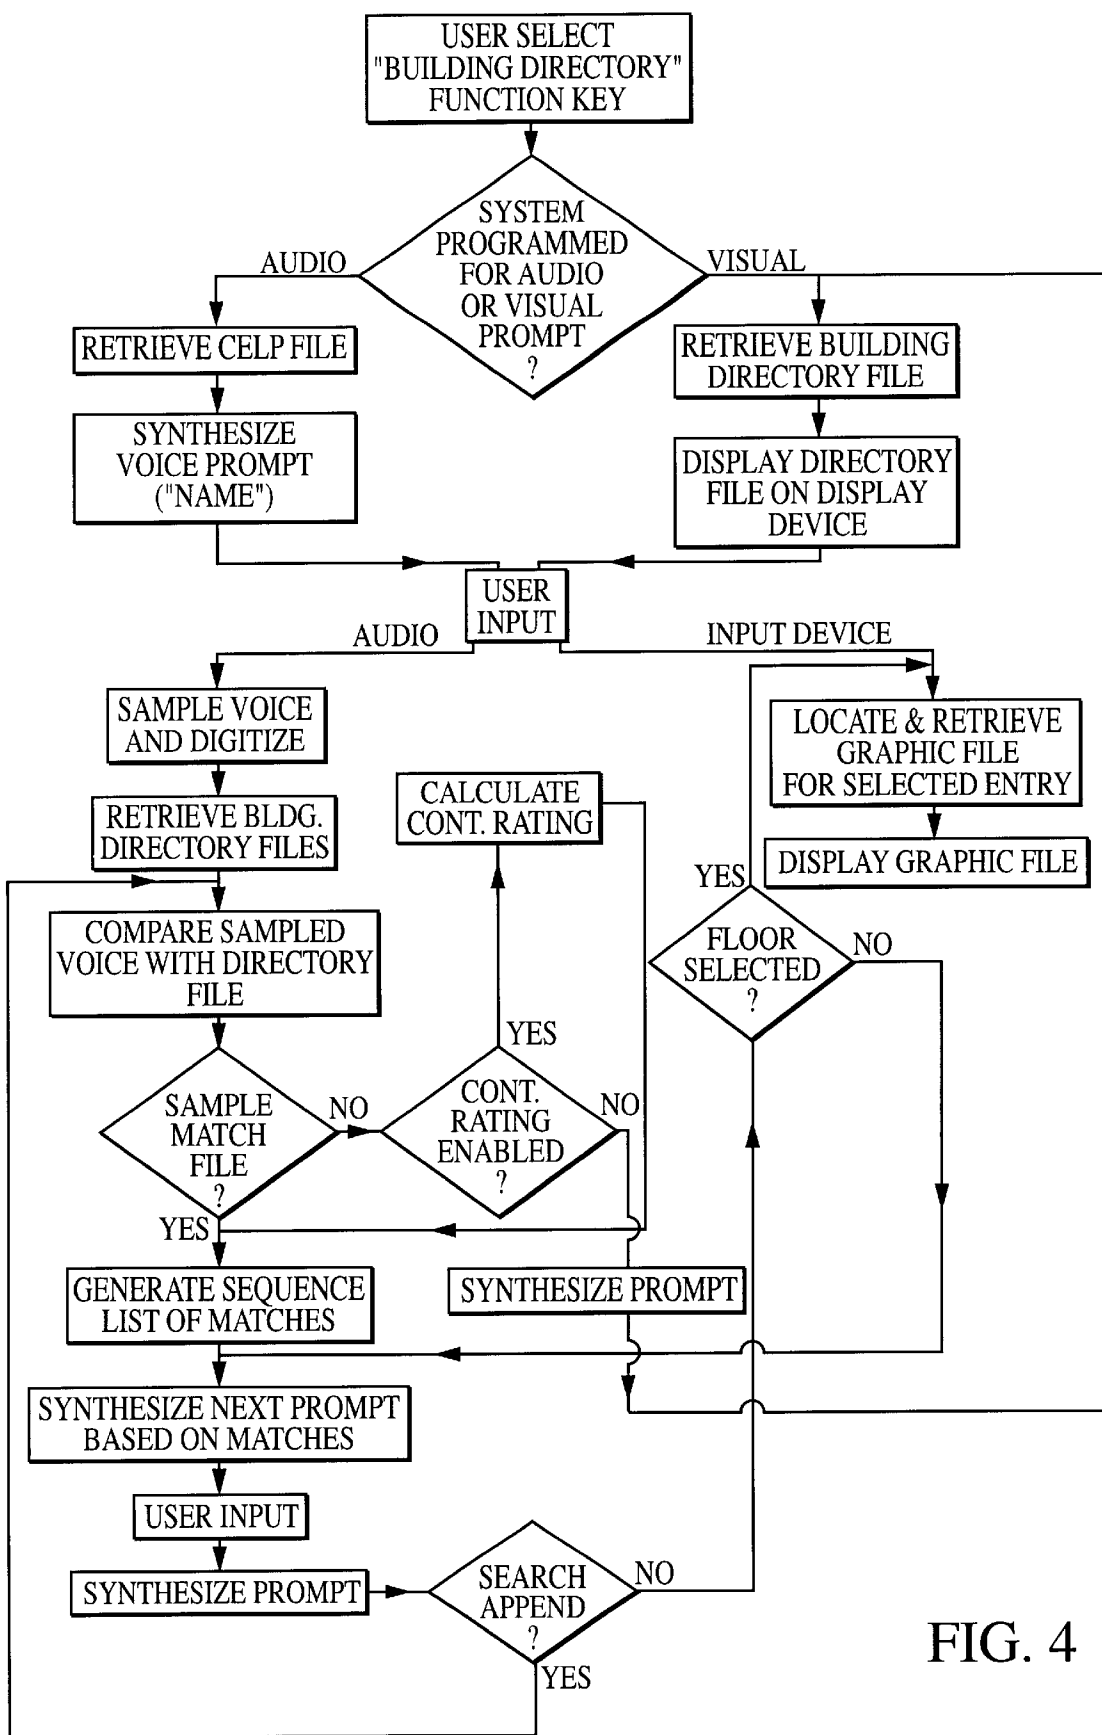 USER SELECT
"BUILDING DIRECTORY"
FUNCTION KEY
SYSTEM
PROGRAMMED
FOR AUDIO
OR VISUAL
PROMPT
?
AUDIO
VISUAL
RETRIEVE CELP FILE
RETRIEVE BUILDING
DIRECTORY FILE
SYNTHESIZE
VOICE PROMPT
("NAME")
DISPLAY DIRECTORY
FILE ON DISPLAY
DEVICE
USER
INPUT
AUDIO
INPUT DEVICE
SAMPLE VOICE
AND DIGITIZE
LOCATE & RETRIEVE
GRAPHIC FILE
FOR SELECTED ENTRY
RETRIEVE BLDG.
DIRECTORY FILES
CALCULATE
CONT. RATING
DISPLAY GRAPHIC FILE
YES
COMPARE SAMPLED
VOICE WITH DIRECTORY
FILE
FLOOR
SELECTED
?
NO
YES
SAMPLE
MATCH
FILE
?
NO
CONT.
RATING
ENABLED
?
NO
YES
GENERATE SEQUENCE
LIST OF MATCHES
SYNTHESIZE PROMPT
SYNTHESIZE NEXT PROMPT
BASED ON MATCHES
USER INPUT
SYNTHESIZE PROMPT
SEARCH
APPEND
?
NO
YES
FIG. 4